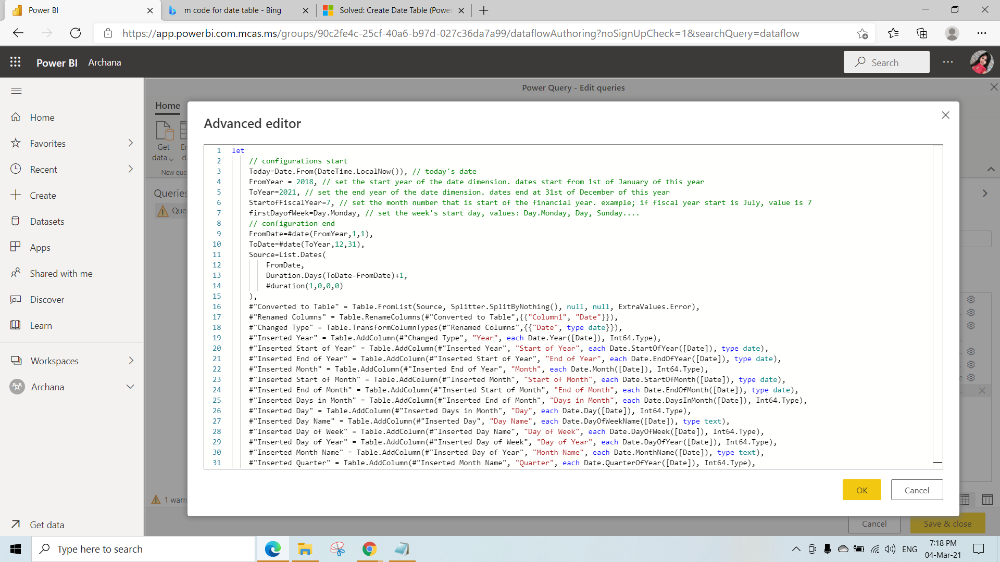 Power BI
m code for date table - Bing
Solved: Create Date Table (Power
https://app.powerbi.com.mcas.ms/groups/90c2fe4c-25cf-40a6-b97d-027c36da7a99/dataflowAuthoring?noSignUpCheck=1&searchQuery=dataflow
Power BI Archana
Search
Home
Favorites
Recent
Create
Datasets
Apps
Shared with me
Discover
Learn
Workspaces
Archana
Get data
Power Query - Edit queries
Home
Get
data
New que
Queries
Que
1 warn
Advanced editor
1 let
2 // configurations start
3 Today=Date.From(DateTime.LocalNow()), // today's date
4 FromYear = 2018, // set the start year of the date dimension. dates start from 1st of January of this year
5 ToYear=2021, // set the end year of the date dimension. dates end at 31st of December of this year
6 StartofFiscalYear=7, // set the month number that is start of the financial year. example; if fiscal year start is July, value is 7
7 firstDayofWeek=Day.Monday, // set the week's start day, values: Day.Monday, Day, Sunday....
8 // configuration end
9 FromDate=#date(FromYear,1,1),
10 ToDate=#date(ToYear,12,31),
11 Source=List.Dates(
12 FromDate,
13 Duration.Days(ToDate-FromDate)+1,
14 #duration(1,0,0,0)
15 ),
16 #"Converted to Table" = Table.FromList(Source, Splitter.SplitByNothing(), null, null, ExtraValues.Error),
17 #"Renamed Columns" = Table.RenameColumns(#"Converted to Table",{{"Column1", "Date"}}),
18 #"Changed Type" = Table.TransformColumnTypes(#"Renamed Columns",{{"Date", type date}}),
19 #"Inserted Year" = Table.AddColumn(#"Changed Type", "Year", each Date.Year([Date]), Int64.Type),
20 #"Inserted Start of Year" = Table.AddColumn(#"Inserted Year", "Start of Year", each Date.StartOfYear([Date]), type date),
21 #"Inserted End of Year" = Table.AddColumn(#"Inserted Start of Year", "End of Year", each Date.EndOfYear([Date]), type date),
22 #"Inserted Month" = Table.AddColumn(#"Inserted End of Year", "Month", each Date.Month([Date]), Int64.Type),
23 #"Inserted Start of Month" = Table.AddColumn(#"Inserted Month", "Start of Month", each Date.StartOfMonth([Date]), type date),
24 #"Inserted End of Month" = Table.AddColumn(#"Inserted Start of Month", "End of Month", each Date.EndOfMonth([Date]), type date),
25 #"Inserted Days in Month" = Table.AddColumn(#"Inserted End of Month", "Days in Month", each Date.DaysInMonth([Date]), Int64.Type),
26 #"Inserted Day" = Table.AddColumn(#"Inserted Days in Month", "Day", each Date.Day([Date]), Int64.Type),
27 #"Inserted Day Name" = Table.AddColumn(#"Inserted Day", "Day Name", each Date.DayOfWeekName([Date]), type text),
28 #"Inserted Day of Week" = Table.AddColumn(#"Inserted Day Name", "Day of Week", each Date.DayOfWeek([Date]), Int64.Type),
29 #"Inserted Day of Year" = Table.AddColumn(#"Inserted Day of Week", "Day of Year", each Date.DayOfYear([Date]), Int64.Type),
30 #"Inserted Month Name" = Table.AddColumn(#"Inserted Day of Year", "Month Name", each Date.MonthName([Date]), type text),
31 #"Inserted Quarter" = Table.AddColumn(#"Inserted Month Name", "Quarter", each Date.QuarterOfYear([Date]), Int64.Type),
OK Cancel
Cancel Save & close
Type here to search
ENG
7:18 PM
04-Mar-21